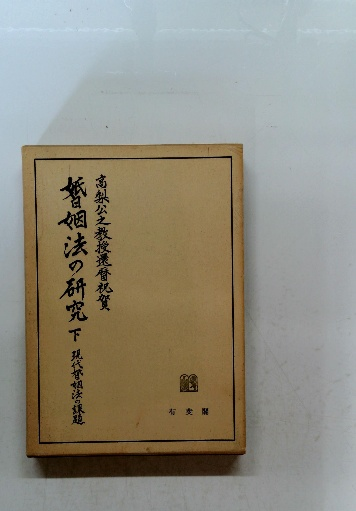 高梨公之教授還暦祝賀
婚姻法の研究 下 現代婚姻法の課題
有斐閣